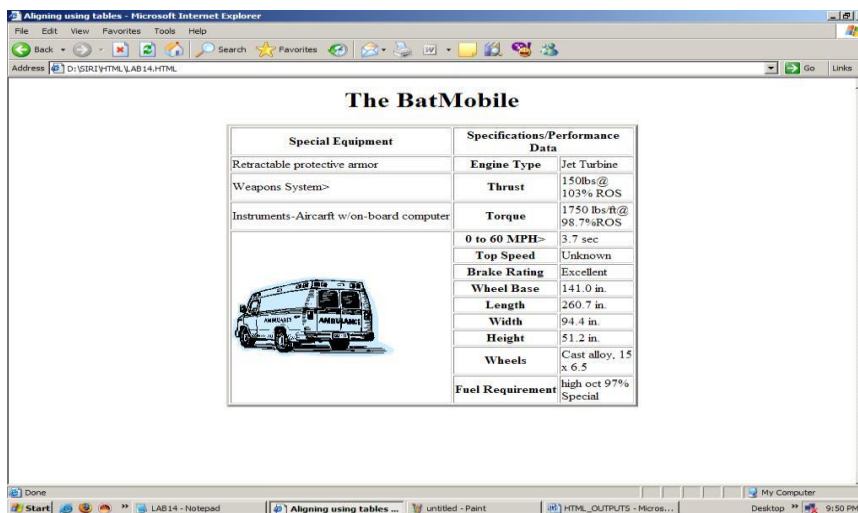 Aligning using tables - Microsoft Internet Explorer
File Edit View Favorites Tools Help
Back Search Favorites
Address D:\SIRI\HTML\LAB14.HTML Go Links
The BatMobile
Special Equipment
Specifications/Performance
Data
Retractable protective armor
Engine Type
Jet Turbine
Weapons System>
Thrust
150lbs@
103% ROS
Instruments-Aircarft w/on-board computer
Torque
1750 lbs/ft@
98.7%ROS
0 to 60 MPH>
3.7 sec
Top Speed
Unknown
Brake Rating
Excellent
Wheel Base
141.0 in.
Length
260.7 in.
Width
94.4 in.
Height
51.2 in.
Wheels
Cast alloy, 15
x 6.5
Fuel Requirement
high oct 97%
Special
AMBULANCE
AMBULANCE
Done
My Computer
Start LAB14 - Notepad Aligning using tables ... untitled - Paint HTML_OUTPUTS - Micros... Desktop 9:50 PM